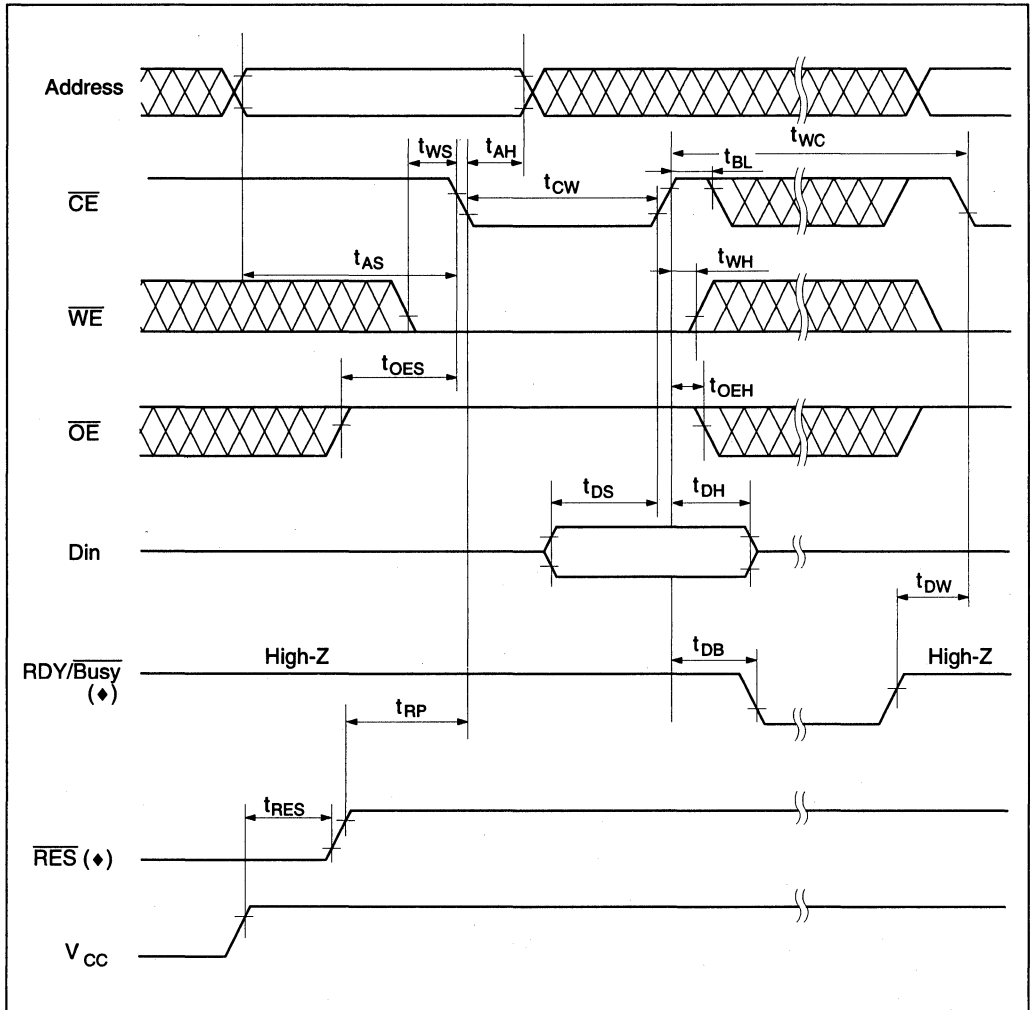 Address
tWS
tAH
tWC
tBL
CE
tCW
tAS
tWH
WE
tOES
tOEH
OE
tDS
tDH
Din
tDW
High-Z
tDB
High-Z
RDY/Busy
(♦)
tRP
tRES
RES (♦)
VCC